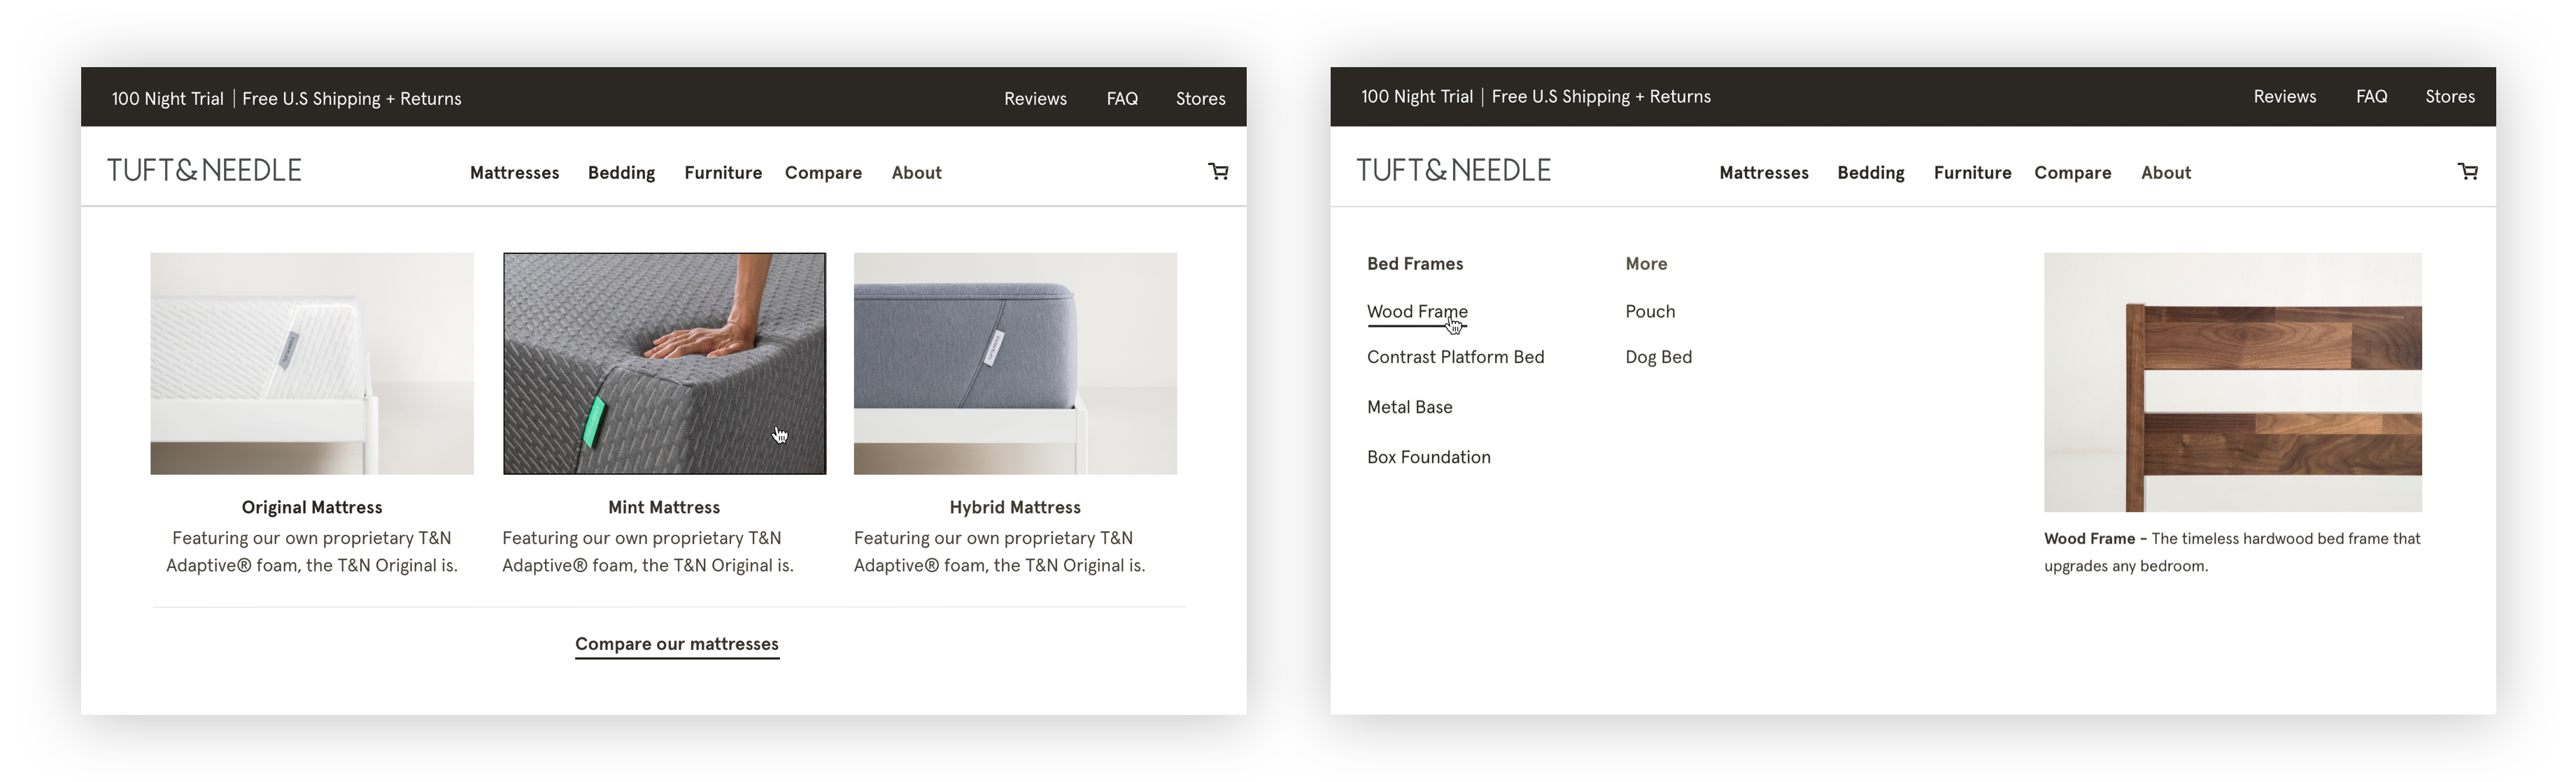 100 Night Trial | Free U.S Shipping + Returns
Reviews FAQ Stores
TUFT&NEEDLE
Mattresses Bedding Furniture Compare About
Original Mattress
Featuring our own proprietary T&N
Adaptive® foam, the T&N Original is.
Mint Mattress
Featuring our own proprietary T&N
Adaptive® foam, the T&N Original is.
Hybrid Mattress
Featuring our own proprietary T&N
Adaptive® foam, the T&N Original is.
Compare our mattresses
100 Night Trial | Free U.S Shipping + Returns
Reviews FAQ Stores
TUFT&NEEDLE
Mattresses Bedding Furniture Compare About
Bed Frames
Wood Frame
Contrast Platform Bed
Metal Base
Box Foundation
More
Pouch
Dog Bed
Wood Frame - The timeless hardwood bed frame that
upgrades any bedroom.